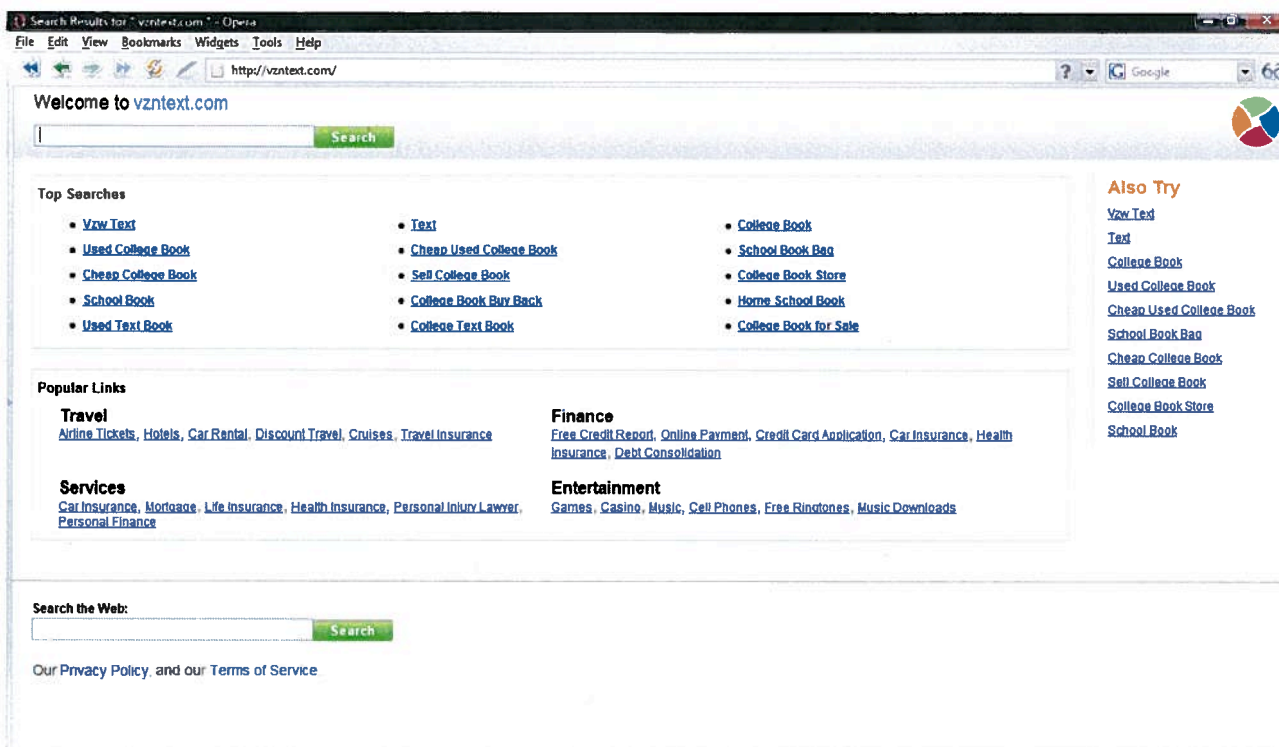 Search Results for "vzntext.com" - Opera
File Edit View Bookmarks Widgets Tools Help
http://vzntext.com/ ? Google
Welcome to vzntext.com
Search
Top Searches
Vzw Text
Used College Book
Cheap College Book
School Book
Used Text Book
Text
Cheap Used College Book
Sell College Book
College Book Buy Back
College Text Book
College Book
School Book Bag
College Book Store
Home School Book
College Book for Sale
Also Try
Vzw Text
Text
College Book
Used College Book
Cheap Used College Book
School Book Bag
Cheap College Book
Sell College Book
College Book Store
School Book
Popular Links
Travel
Airline Tickets, Hotels, Car Rental, Discount Travel, Cruises, Travel Insurance
Finance
Free Credit Report, Online Payment, Credit Card Application, Car Insurance, Health
Insurance, Debt Consolidation
Services
Car Insurance, Mortgage, Life Insurance, Health Insurance, Personal Injury Lawyer,
Personal Finance
Entertainment
Games, Casino, Music, Cell Phones, Free Ringtones, Music Downloads
Search the Web:
Search
Our Privacy Policy, and our Terms of Service